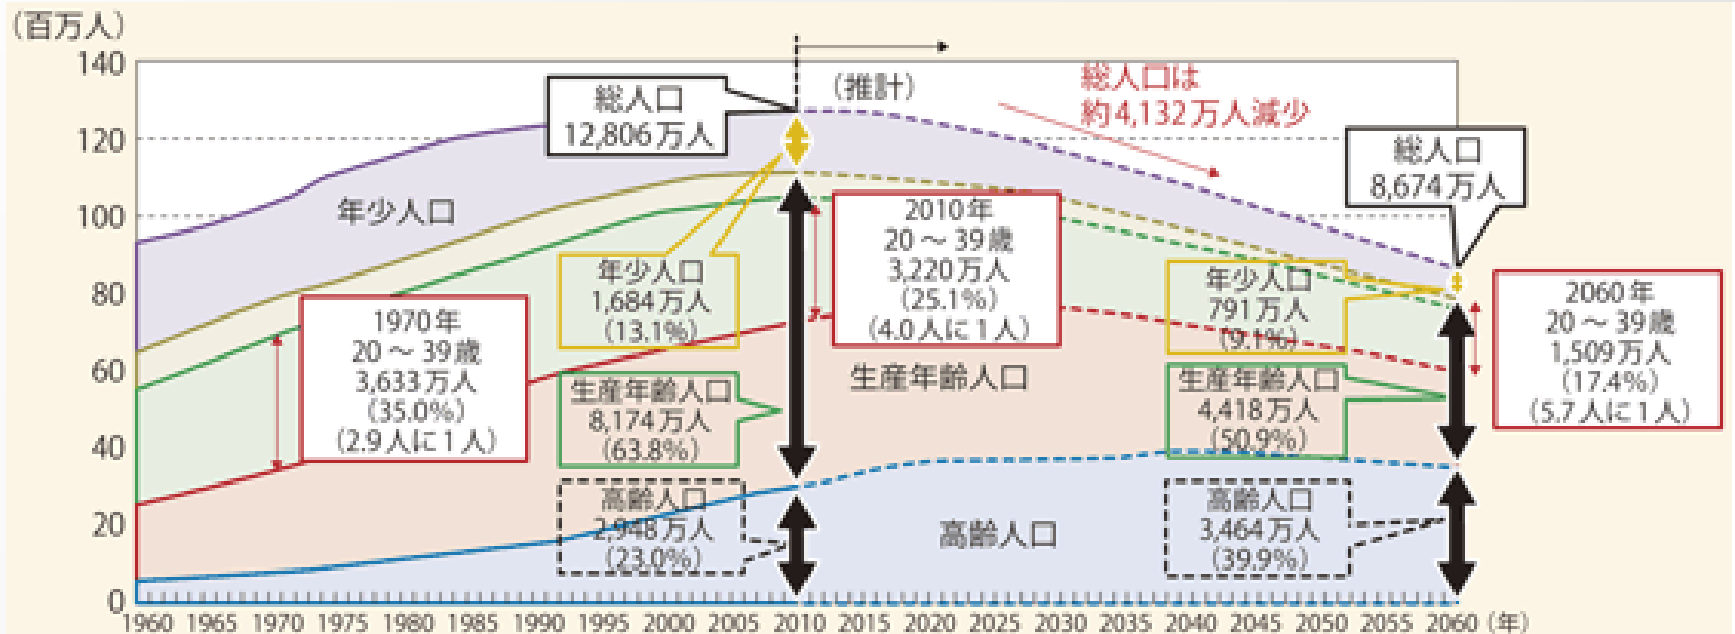 （百万人）
140
120
100
80
60
40
20
0
総人口
12,806万人
（推計）
総人口は
約4,132万人減少
総人口
8,674万人
年少人口
1970年
20～39歳
3,633万人
（35.0％）
（2.9人に1人）
年少人口
1,684万人
（13.1％）
2010年
20～39歳
3,220万人
（25.1％）
（4.0人に1人）
年少人口
791万人
（9.1％）
2060年
20～39歳
1,509万人
（17.4％）
（5.7人に1人）
生産年齢人口
8,174万人
（63.8％）
生産年齢人口
生産年齢人口
4,418万人
（50.9％）
高齢人口
2,948万人
（23.0％）
高齢人口
高齢人口
3,464万人
（39.9％）
1960 1965 1970 1975 1980 1985 1990 1995 2000 2005 2010 2015 2020 2025 2030 2035 2040 2045 2050 2055 2060（年）